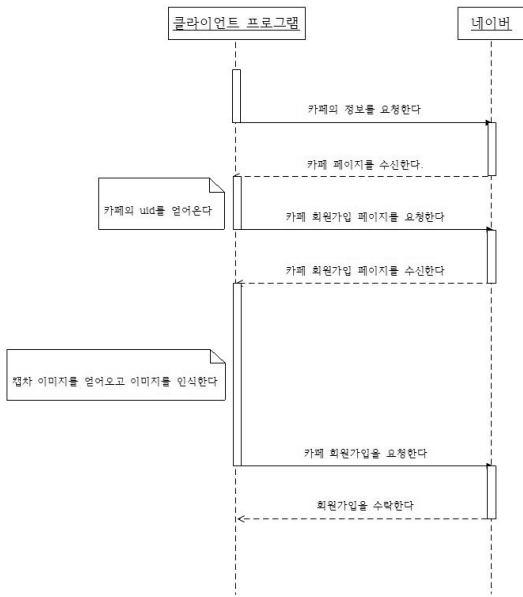 클라이언트 프로그램
네이버
카페의 정보를 요청한다
카페 페이지를 수신한다.
카페의 uid를 얻어온다
카페 회원가입 페이지를 요청한다
카페 회원가입 페이지를 수신한다
캡차 이미지를 얻어오고 이미지를 인식한다
카페 회원가입을 요청한다
회원가입을 수락한다